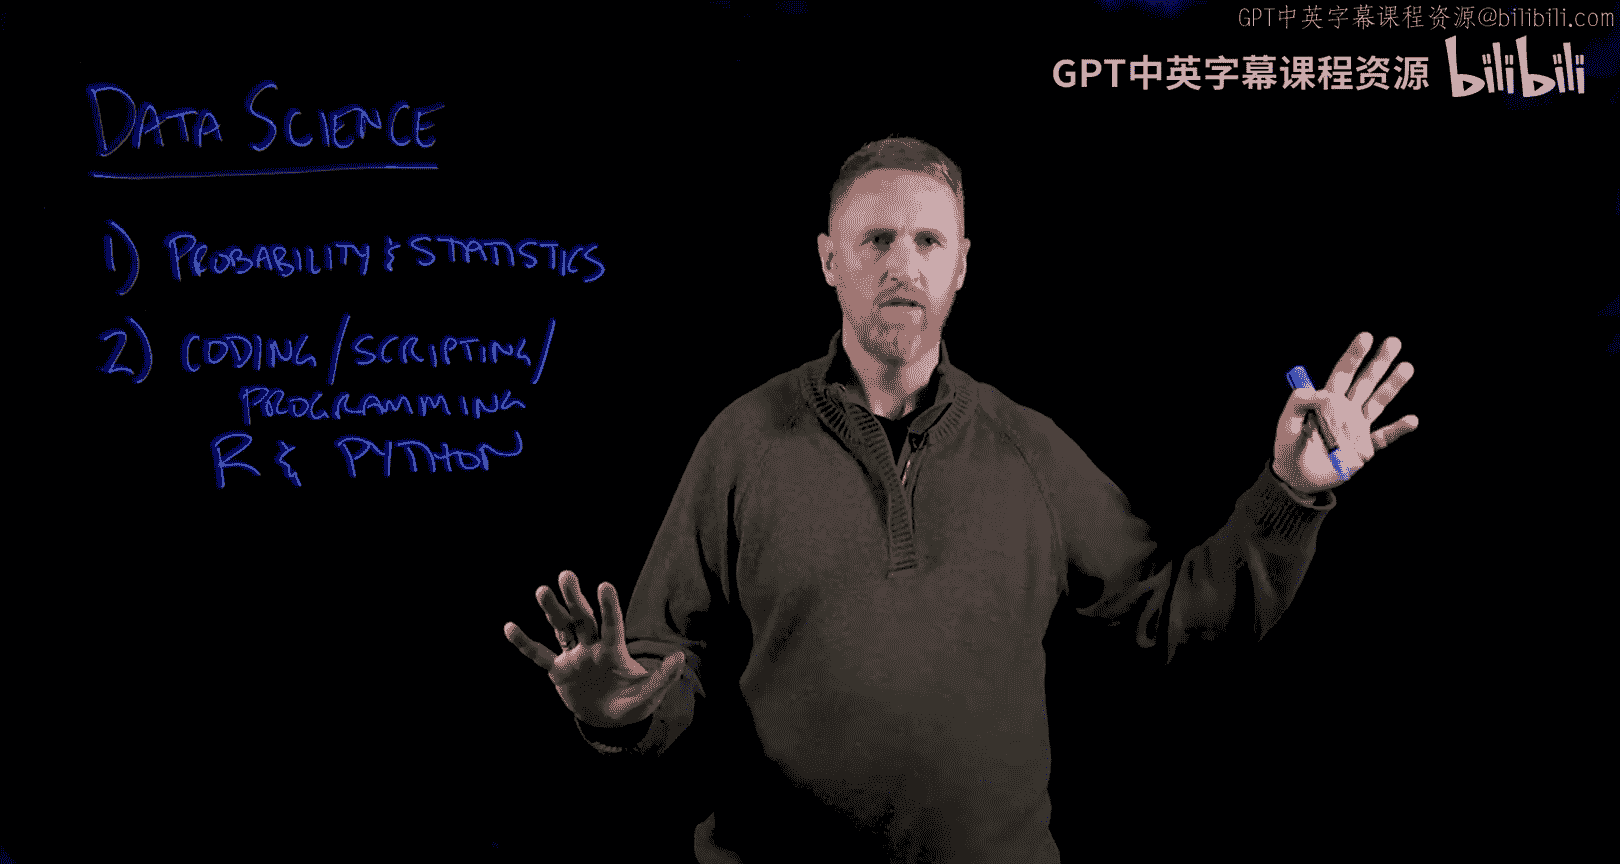 GPT中英字幕课程资源@bilibili.com
GPT中英字幕课程资源 bilibili
DATA SCIENCE
1) PROBABILITY & STATISTICS
2) CODING/SCRIPTING/
PROGRAMMING
R & PYTHON